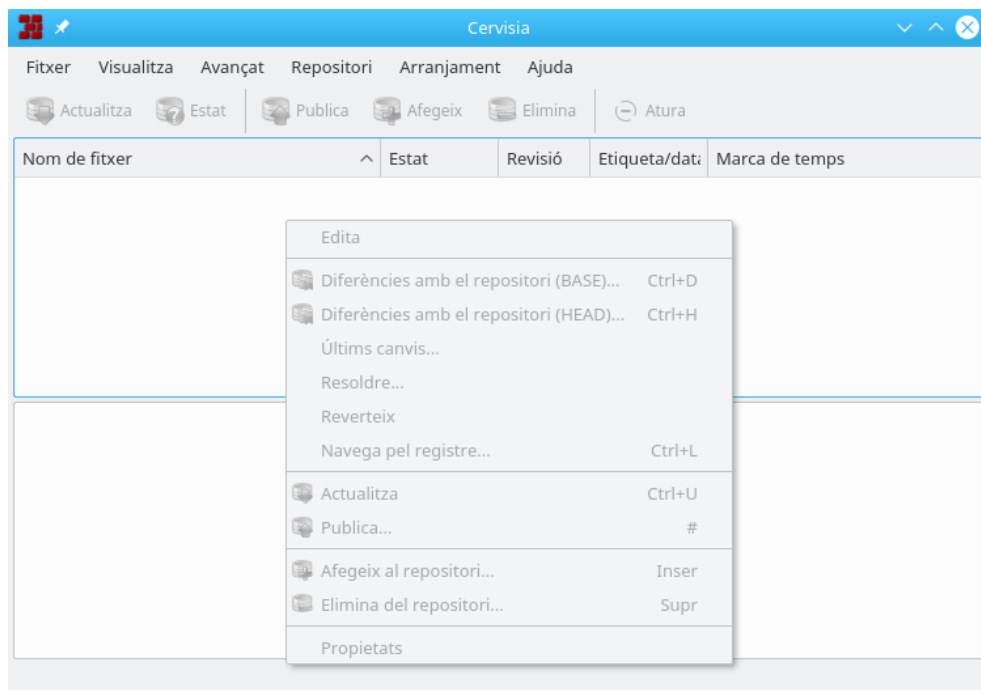 Cervisia
Fitxer Visualitza Avançat Repositori Arranjament Ajuda
Actualitza Estat Publica Afegeix Elimina Atura
Nom de fitxer Estat Revisió Etiqueta/data Marca de temps
Edita
Diferències amb el repositori (BASE)... Ctrl+D
Diferències amb el repositori (HEAD)... Ctrl+H
Últims canvis...
Resoldre...
Reverteix
Navega pel registre... Ctrl+L
Actualitza Ctrl+U
Publica... #
Afegeix al repositori... Inser
Elimina del repositori... Supr
Propietats